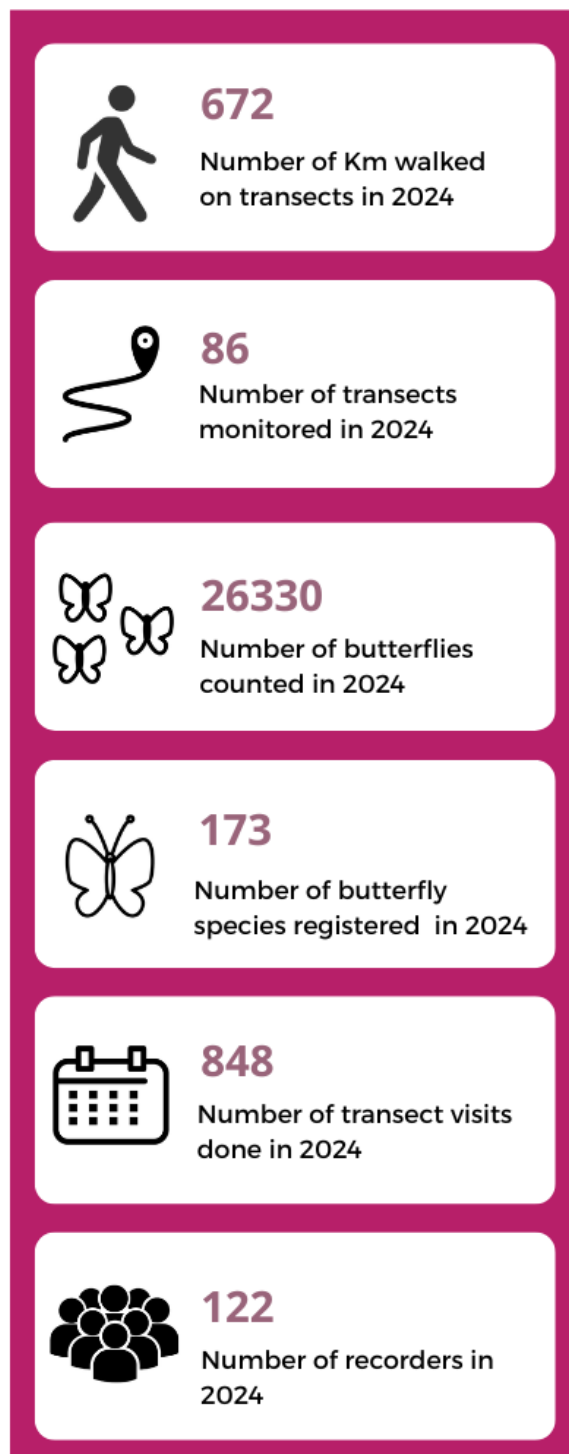 672
Number of Km walked
on transects in 2024
86
Number of transects
monitored in 2024
26330
Number of butterflies
counted in 2024
173
Number of butterfly
species registered  in 2024
848
Number of transect visits
done in 2024
122
Number of recorders in
2024